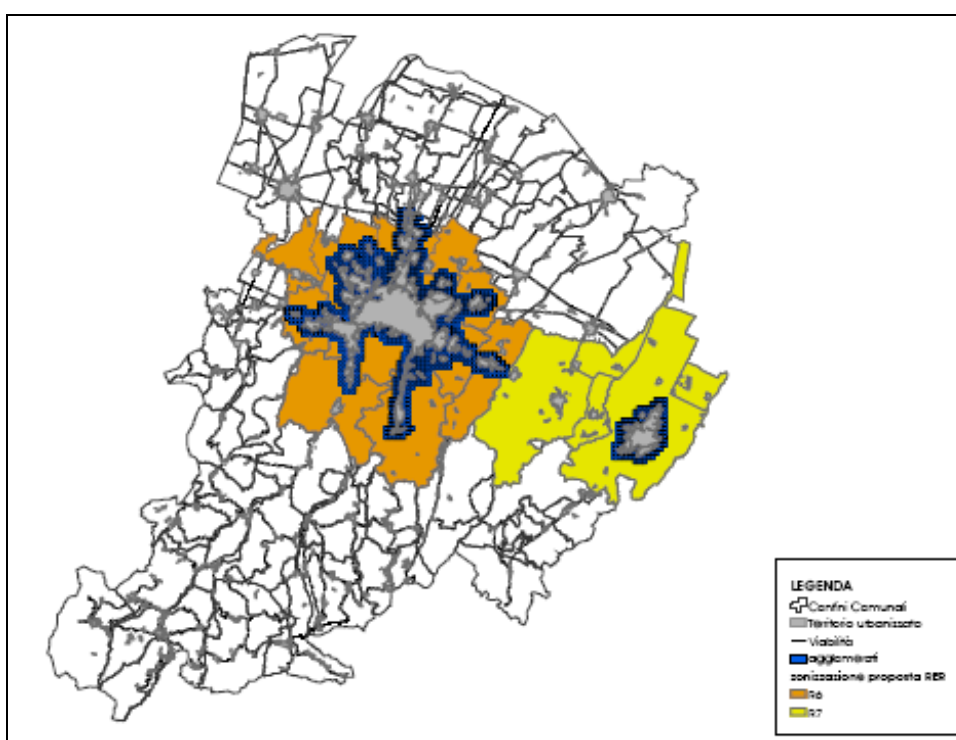 LEGENDA
Confini Comunali
Territorio urbanizzato
Viabilità
agglomerati
zonizzazione proposta RER
R6
R7